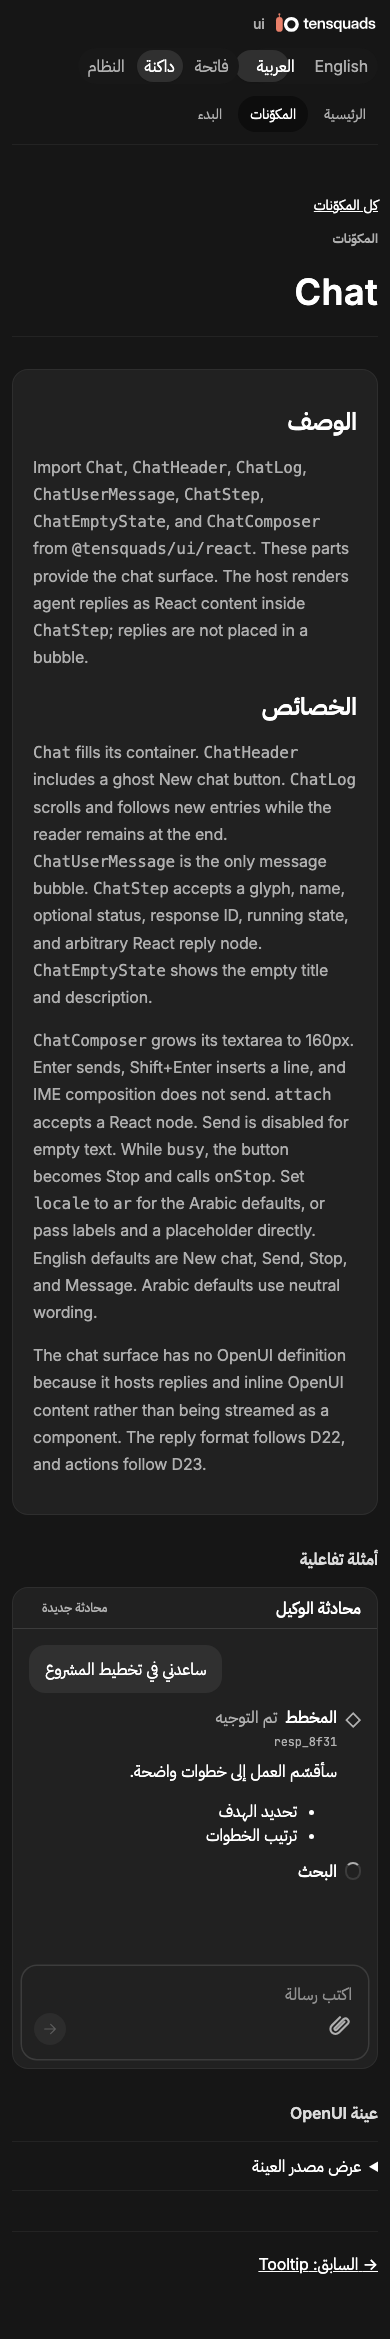 tensquads ui
English العربية فاتحة داكنة النظام
الرئيسية المكوّنات البدء
كل المكوّنات
المكوّنات
Chat
الوصف
Import Chat, ChatHeader, ChatLog,
ChatUserMessage, ChatStep,
ChatEmptyState, and ChatComposer
from @tensquads/ui/react. These parts
provide the chat surface. The host renders
agent replies as React content inside
ChatStep; replies are not placed in a
bubble.
الخصائص
Chat fills its container. ChatHeader
includes a ghost New chat button. ChatLog
scrolls and follows new entries while the
reader remains at the end.
ChatUserMessage is the only message
bubble. ChatStep accepts a glyph, name,
optional status, response ID, running state,
and arbitrary React reply node.
ChatEmptyState shows the empty title
and description.
ChatComposer grows its textarea to 160px.
Enter sends, Shift+Enter inserts a line, and
IME composition does not send. attach
accepts a React node. Send is disabled for
empty text. While busy, the button
becomes Stop and calls onStop. Set
locale to ar for the Arabic defaults, or
pass labels and a placeholder directly.
English defaults are New chat, Send, Stop,
and Message. Arabic defaults use neutral
wording.
The chat surface has no OpenUI definition
because it hosts replies and inline OpenUI
content rather than being streamed as a
component. The reply format follows D22,
and actions follow D23.
أمثلة تفاعلية
محادثة الوكيل محادثة جديدة
ساعدني في تخطيط المشروع
المخطط تم التوجيه
resp_8f31
سأقسّم العمل إلى خطوات واضحة.
• تحديد الهدف
• ترتيب الخطوات
البحث
اكتب رسالة
عينة OpenUI
عرض مصدر العينة
→ السابق: Tooltip